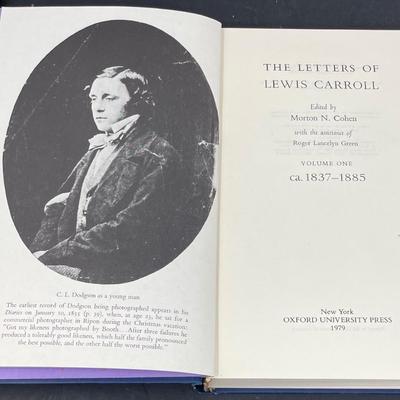 C. L. Dodgson as a young man
The earliest record of Dodgson being photographed appears in his
Diaries on January 10, 1855 (p. 39), when, at age 23, he sat for a
commercial photographer in Ripon during the Christmas vacation:
"Got my likeness photographed by Booth. . . After three failures he
produced a tolerably good likeness, which half the family pronounced
the best possible, and the other half the worst possible."
THE LETTERS OF
LEWIS CARROLL
Edited by
Morton N. Cohen
with the assistance of
Roger Lancelyn Green
VOLUME ONE
ca. 1837–1885
New York
OXFORD UNIVERSITY PRESS
1979